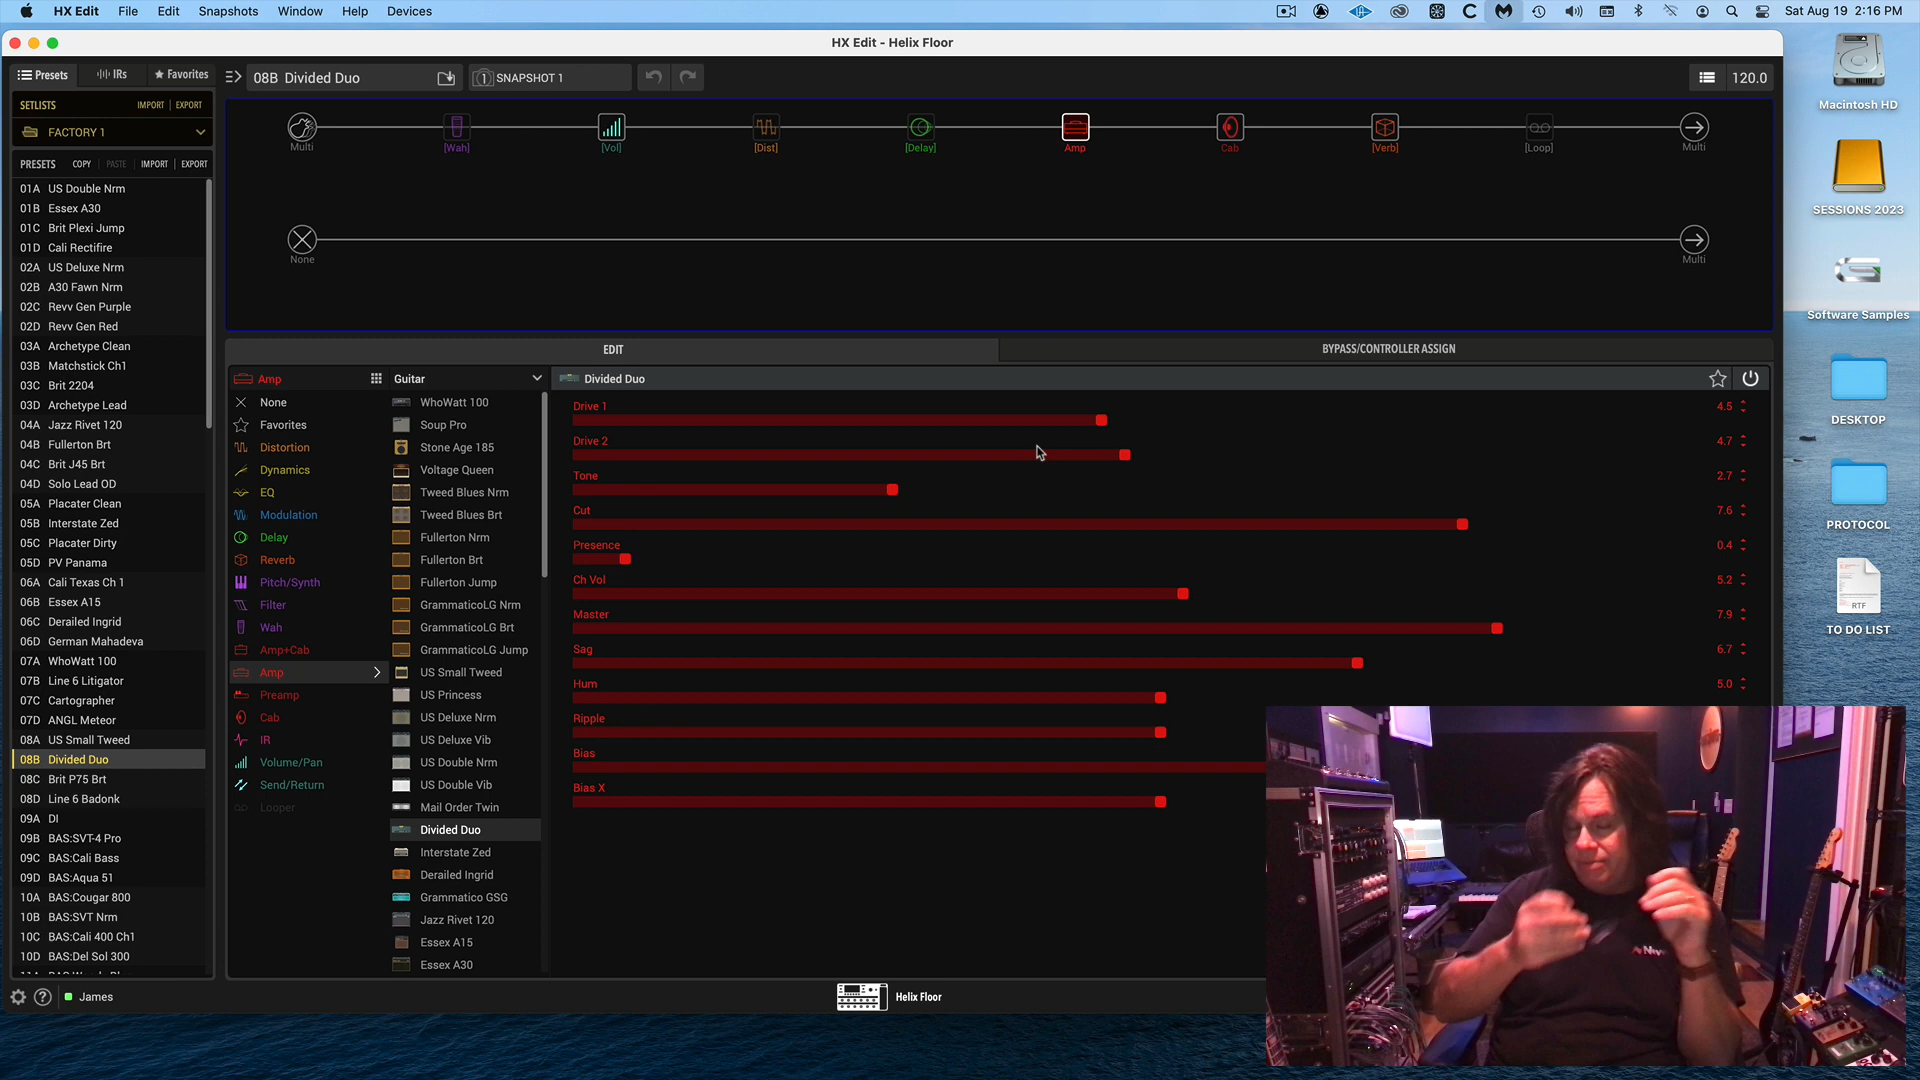 HX Edit File Edit Snapshots Window Help Devices
Sat Aug 19 2:16 PM
HX Edit - Helix Floor
Presets IRs Favorites
08B Divided Duo
1 SNAPSHOT 1
120.0
SETLISTS IMPORT | EXPORT
FACTORY 1
PRESETS COPY PASTE IMPORT EXPORT
01A US Double Nrm
01B Essex A30
01C Brit Plexi Jump
01D Cali Rectifire
02A US Deluxe Nrm
02B A30 Fawn Nrm
02C Revv Gen Purple
02D Revv Gen Red
03A Archetype Clean
03B Matchstick Ch1
03C Brit 2204
03D Archetype Lead
04A Jazz Rivet 120
04B Fullerton Brt
04C Brit J45 Brt
04D Solo Lead OD
05A Placater Clean
05B Interstate Zed
05C Placater Dirty
05D PV Panama
06A Cali Texas Ch 1
06B Essex A15
06C Derailed Ingrid
06D German Mahadeva
07A WhoWatt 100
07B Line 6 Litigator
07C Cartographer
07D ANGL Meteor
08A US Small Tweed
08B Divided Duo
08C Brit P75 Brt
08D Line 6 Badonk
09A DI
09B BAS:SVT-4 Pro
09C BAS:Cali Bass
09D BAS:Aqua 51
10A BAS:Cougar 800
10B BAS:SVT Nrm
10C BAS:Cali 400 Ch1
10D BAS:Del Sol 300
James
Multi [Wah] [Vol] [Dist] [Delay] Amp Cab [Verb] [Loop] Multi
None Multi
EDIT BYPASS/CONTROLLER ASSIGN
Amp
None
Favorites
Distortion
Dynamics
EQ
Modulation
Delay
Reverb
Pitch/Synth
Filter
Wah
Amp+Cab
Amp
Preamp
Cab
IR
Volume/Pan
Send/Return
Looper
Guitar
WhoWatt 100
Soup Pro
Stone Age 185
Voltage Queen
Tweed Blues Nrm
Tweed Blues Brt
Fullerton Nrm
Fullerton Brt
Fullerton Jump
GrammaticoLG Nrm
GrammaticoLG Brt
GrammaticoLG Jump
US Small Tweed
US Princess
US Deluxe Nrm
US Deluxe Vib
US Double Nrm
US Double Vib
Mail Order Twin
Divided Duo
Interstate Zed
Derailed Ingrid
Grammatico GSG
Jazz Rivet 120
Essex A15
Essex A30
Divided Duo
Drive 1 4.5
Drive 2 4.7
Tone 2.7
Cut 7.6
Presence 0.4
Ch Vol 5.2
Master 7.9
Sag 6.7
Hum 5.0
Ripple
Bias
Bias X
Helix Floor
Macintosh HD
SESSIONS 2023
Software Samples
DESKTOP
PROTOCOL
RTF
TO DO LIST